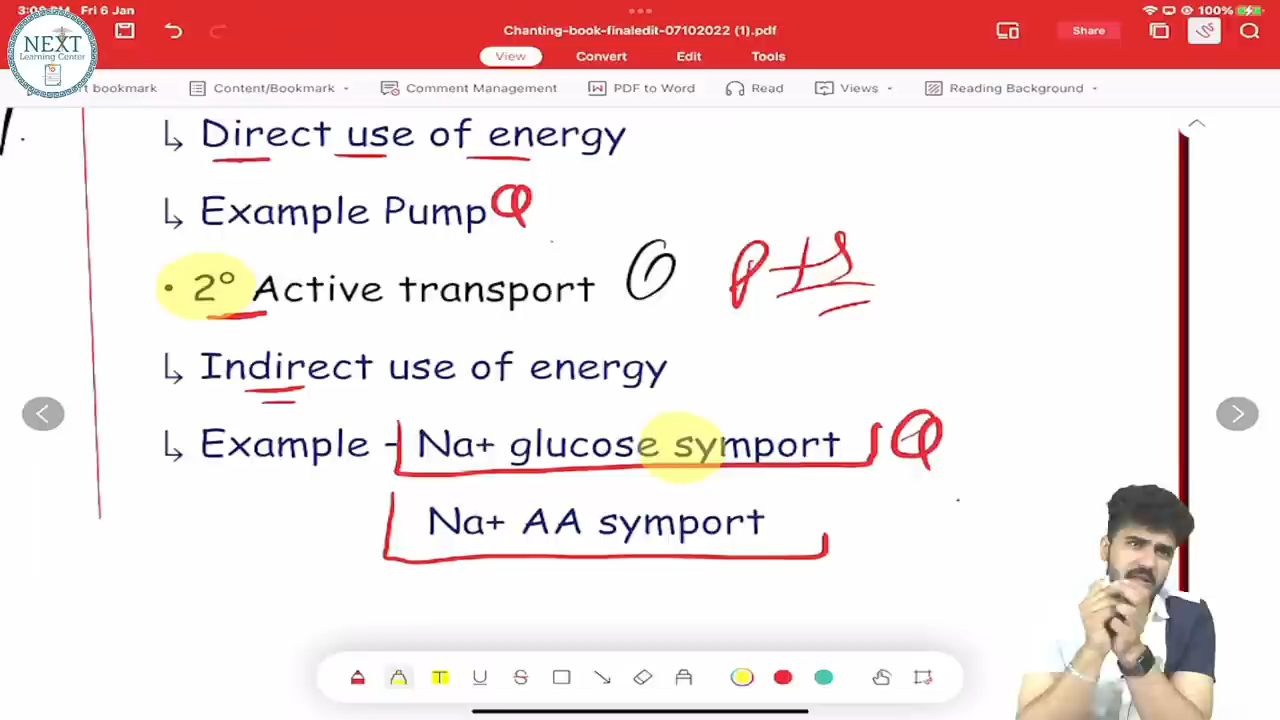 3:06 PM Fri 6 Jan
100%
NEXT
Learning Center
Chanting-book-finaledit-07102022 (1).pdf
Share
View Convert Edit Tools
bookmark Content/Bookmark Comment Management PDF to Word Read Views Reading Background
↳ Direct use of energy
↳ Example Pump Q
• 2° Active transport
↳ Indirect use of energy
↳ Example - Na+ glucose symport Q
Na+ AA symport
T U S